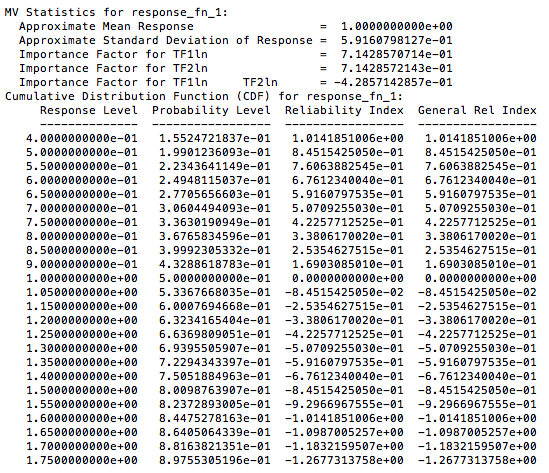 MV Statistics for response_fn_1:
  Approximate Mean Response                  =  1.0000000000e+00
  Approximate Standard Deviation of Response =  5.9160798127e-01
  Importance Factor for TF1ln                =  7.1428570714e-01
  Importance Factor for TF2ln                =  7.1428572143e-01
  Importance Factor for TF1ln     TF2ln      = -4.2857142857e-01
Cumulative Distribution Function (CDF) for response_fn_1:
     Response Level  Probability Level  Reliability Index  General Rel Index
     --------------  -----------------  -----------------  -----------------
   4.0000000000e-01   1.5524721837e-01   1.0141851006e+00   1.0141851006e+00
   5.0000000000e-01   1.9901236093e-01   8.4515425050e-01   8.4515425050e-01
   5.5000000000e-01   2.2343641149e-01   7.6063882545e-01   7.6063882545e-01
   6.0000000000e-01   2.4948115037e-01   6.7612340040e-01   6.7612340040e-01
   6.5000000000e-01   2.7705656603e-01   5.9160797535e-01   5.9160797535e-01
   7.0000000000e-01   3.0604494093e-01   5.0709255030e-01   5.0709255030e-01
   7.5000000000e-01   3.3630190949e-01   4.2257712525e-01   4.2257712525e-01
   8.0000000000e-01   3.6765834596e-01   3.3806170020e-01   3.3806170020e-01
   8.5000000000e-01   3.9992305332e-01   2.5354627515e-01   2.5354627515e-01
   9.0000000000e-01   4.3288618783e-01   1.6903085010e-01   1.6903085010e-01
   1.0000000000e+00   5.0000000000e-01   0.0000000000e+00   0.0000000000e+00
   1.0500000000e+00   5.3367668035e-01  -8.4515425050e-02  -8.4515425050e-02
   1.1500000000e+00   6.0007694668e-01  -2.5354627515e-01  -2.5354627515e-01
   1.2000000000e+00   6.3234165404e-01  -3.3806170020e-01  -3.3806170020e-01
   1.2500000000e+00   6.6369809051e-01  -4.2257712525e-01  -4.2257712525e-01
   1.3000000000e+00   6.9395505907e-01  -5.0709255030e-01  -5.0709255030e-01
   1.3500000000e+00   7.2294343397e-01  -5.9160797535e-01  -5.9160797535e-01
   1.4000000000e+00   7.5051884963e-01  -6.7612340040e-01  -6.7612340040e-01
   1.5000000000e+00   8.0098763907e-01  -8.4515425050e-01  -8.4515425050e-01
   1.5500000000e+00   8.2372893005e-01  -9.2966967555e-01  -9.2966967555e-01
   1.6000000000e+00   8.4475278163e-01  -1.0141851006e+00  -1.0141851006e+00
   1.6500000000e+00   8.6405064339e-01  -1.0987005257e+00  -1.0987005257e+00
   1.7000000000e+00   8.8163821351e-01  -1.1832159507e+00  -1.1832159507e+00
   1.7500000000e+00   8.9755305196e-01  -1.2677313758e+00  -1.2677313758e+00